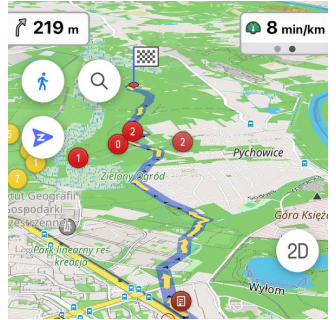 219 m
8 min/km
5
1
7
1
0
2
2
Pychowice
Zielony Ogród
tut Geografii
ospodarki
zestrzenne
Park linearny re-
kreacja
Góra Księż
2D
Wyłom